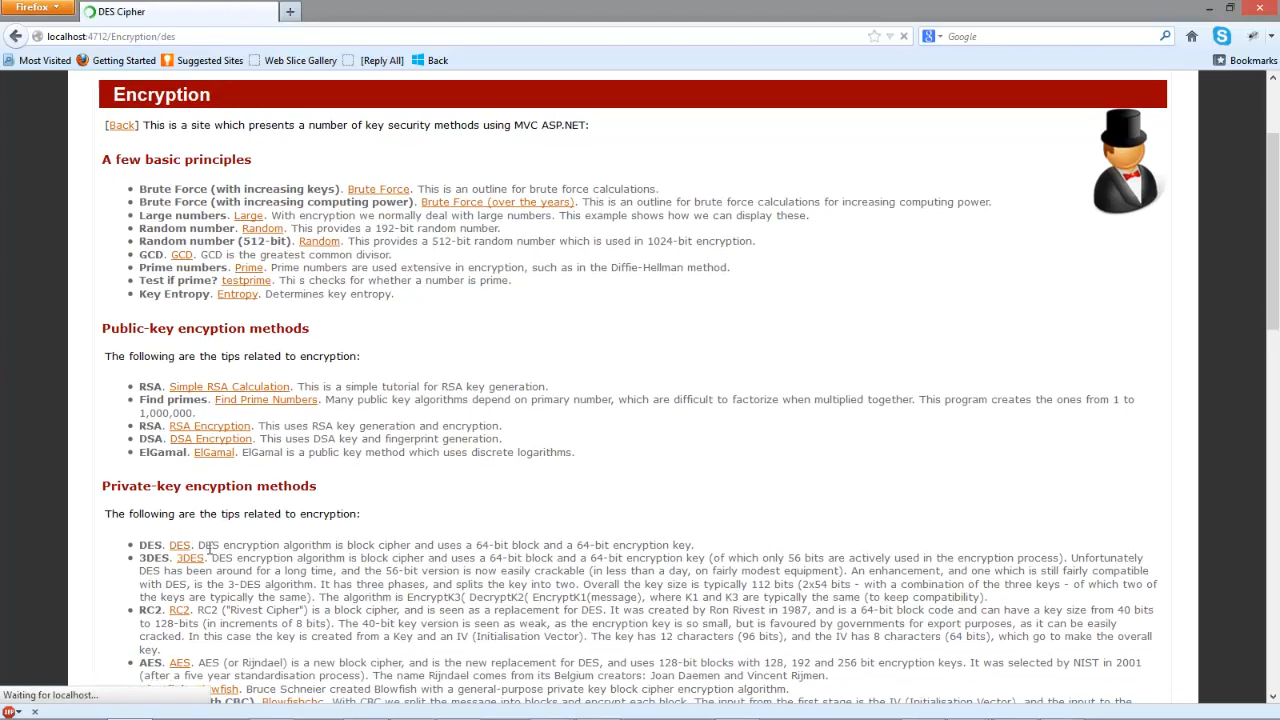 Firefox
DES Cipher
localhost:4712/Encryption/des
Google
Most Visited Getting Started Suggested Sites Web Slice Gallery [Reply All] Back Bookmarks
Encryption
[Back] This is a site which presents a number of key security methods using MVC ASP.NET:
A few basic principles
Brute Force (with increasing keys). Brute Force. This is an outline for brute force calculations.
Brute Force (with increasing computing power). Brute Force (over the years). This is an outline for brute force calculations for increasing computing power.
Large numbers. Large. With encryption we normally deal with large numbers. This example shows how we can display these.
Random number. Random. This provides a 192-bit random number.
Random number (512-bit). Random. This provides a 512-bit random number which is used in 1024-bit encryption.
GCD. GCD. GCD is the greatest common divisor.
Prime numbers. Prime. Prime numbers are used extensive in encryption, such as in the Diffie-Hellman method.
Test if prime? testprime. Thi s checks for whether a number is prime.
Key Entropy. Entropy. Determines key entropy.
Public-key encyption methods
The following are the tips related to encryption:
RSA. Simple RSA Calculation. This is a simple tutorial for RSA key generation.
Find primes. Find Prime Numbers. Many public key algorithms depend on primary number, which are difficult to factorize when multiplied together. This program creates the ones from 1 to
1,000,000.
RSA. RSA Encryption. This uses RSA key generation and encryption.
DSA. DSA Encryption. This uses DSA key and fingerprint generation.
ElGamal. ElGamal. ElGamal is a public key method which uses discrete logarithms.
Private-key encyption methods
The following are the tips related to encryption:
DES. DES. DES encryption algorithm is block cipher and uses a 64-bit block and a 64-bit encryption key.
3DES. 3DES. DES encryption algorithm is block cipher and uses a 64-bit block and a 64-bit encryption key (of which only 56 bits are actively used in the encryption process). Unfortunately
DES has been around for a long time, and the 56-bit version is now easily crackable (in less than a day, on fairly modest equipment). An enhancement, and one which is still fairly compatible
with DES, is the 3-DES algorithm. It has three phases, and splits the key into two. Overall the key size is typically 112 bits (2x54 bits - with a combination of the three keys - of which two of
the keys are typically the same). The algorithm is EncryptK3( DecryptK2( EncryptK1(message), where K1 and K3 are typically the same (to keep compatibility).
RC2. RC2. RC2 ("Rivest Cipher") is a block cipher, and is seen as a replacement for DES. It was created by Ron Rivest in 1987, and is a 64-bit block code and can have a key size from 40 bits
to 128-bits (in increments of 8 bits). The 40-bit key version is seen as weak, as the encryption key is so small, but is favoured by governments for export purposes, as it can be easily
cracked. In this case the key is created from a Key and an IV (Initialisation Vector). The key has 12 characters (96 bits), and the IV has 8 characters (64 bits), which go to make the overall
key.
AES. AES. AES (or Rijndael) is a new block cipher, and is the new replacement for DES, and uses 128-bit blocks with 128, 192 and 256 bit encryption keys. It was selected by NIST in 2001
(after a five year standardisation process). The name Rijndael comes from its Belgium creators: Joan Daemen and Vincent Rijmen.
Bruce Schneier created Blowfish with a general-purpose private key block cipher encryption algorithm.
Waiting for localhost...
with CBC). Blowfishcbc. With CBC we split the message into blocks and encrypt each block. The input from the first stage is the IV (Initialisation Vector), and the input to the